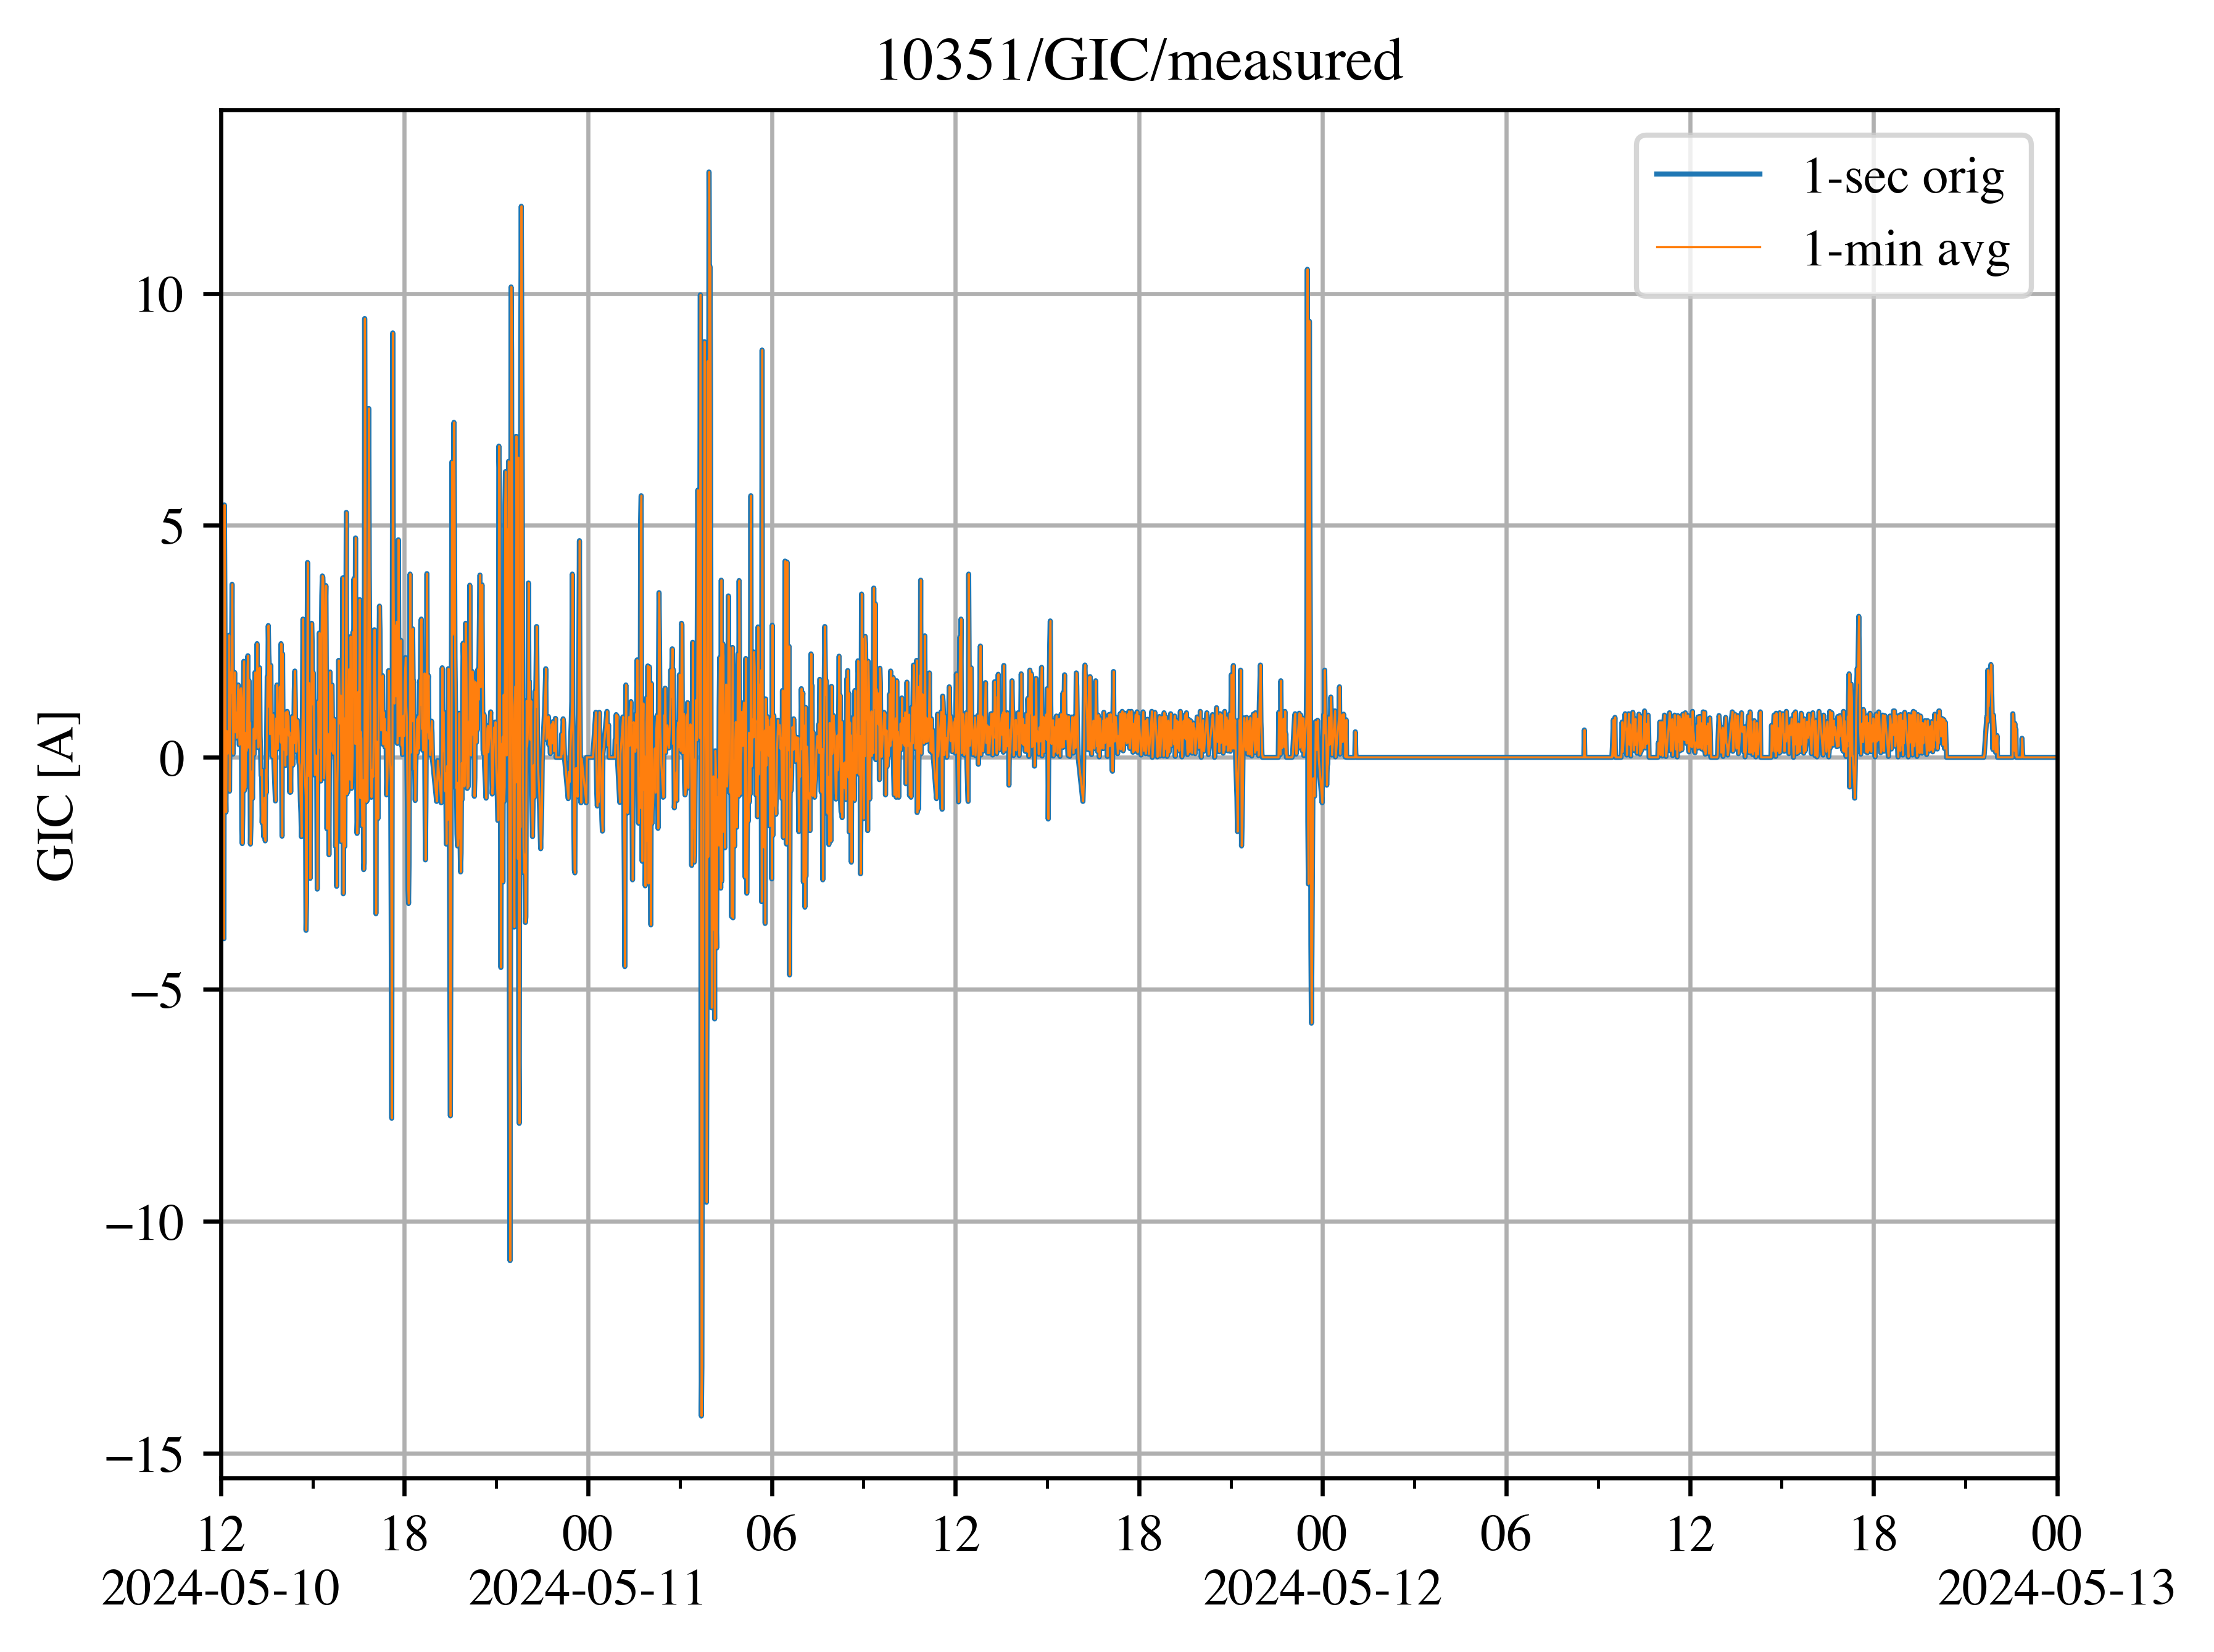 10351/GIC/measured
1-sec orig
1-min avg
GIC [A]
10
5
0
−5
−10
−15
12 18 00 06 12 18 00 06 12 18 00
2024-05-10 2024-05-11 2024-05-12 2024-05-13